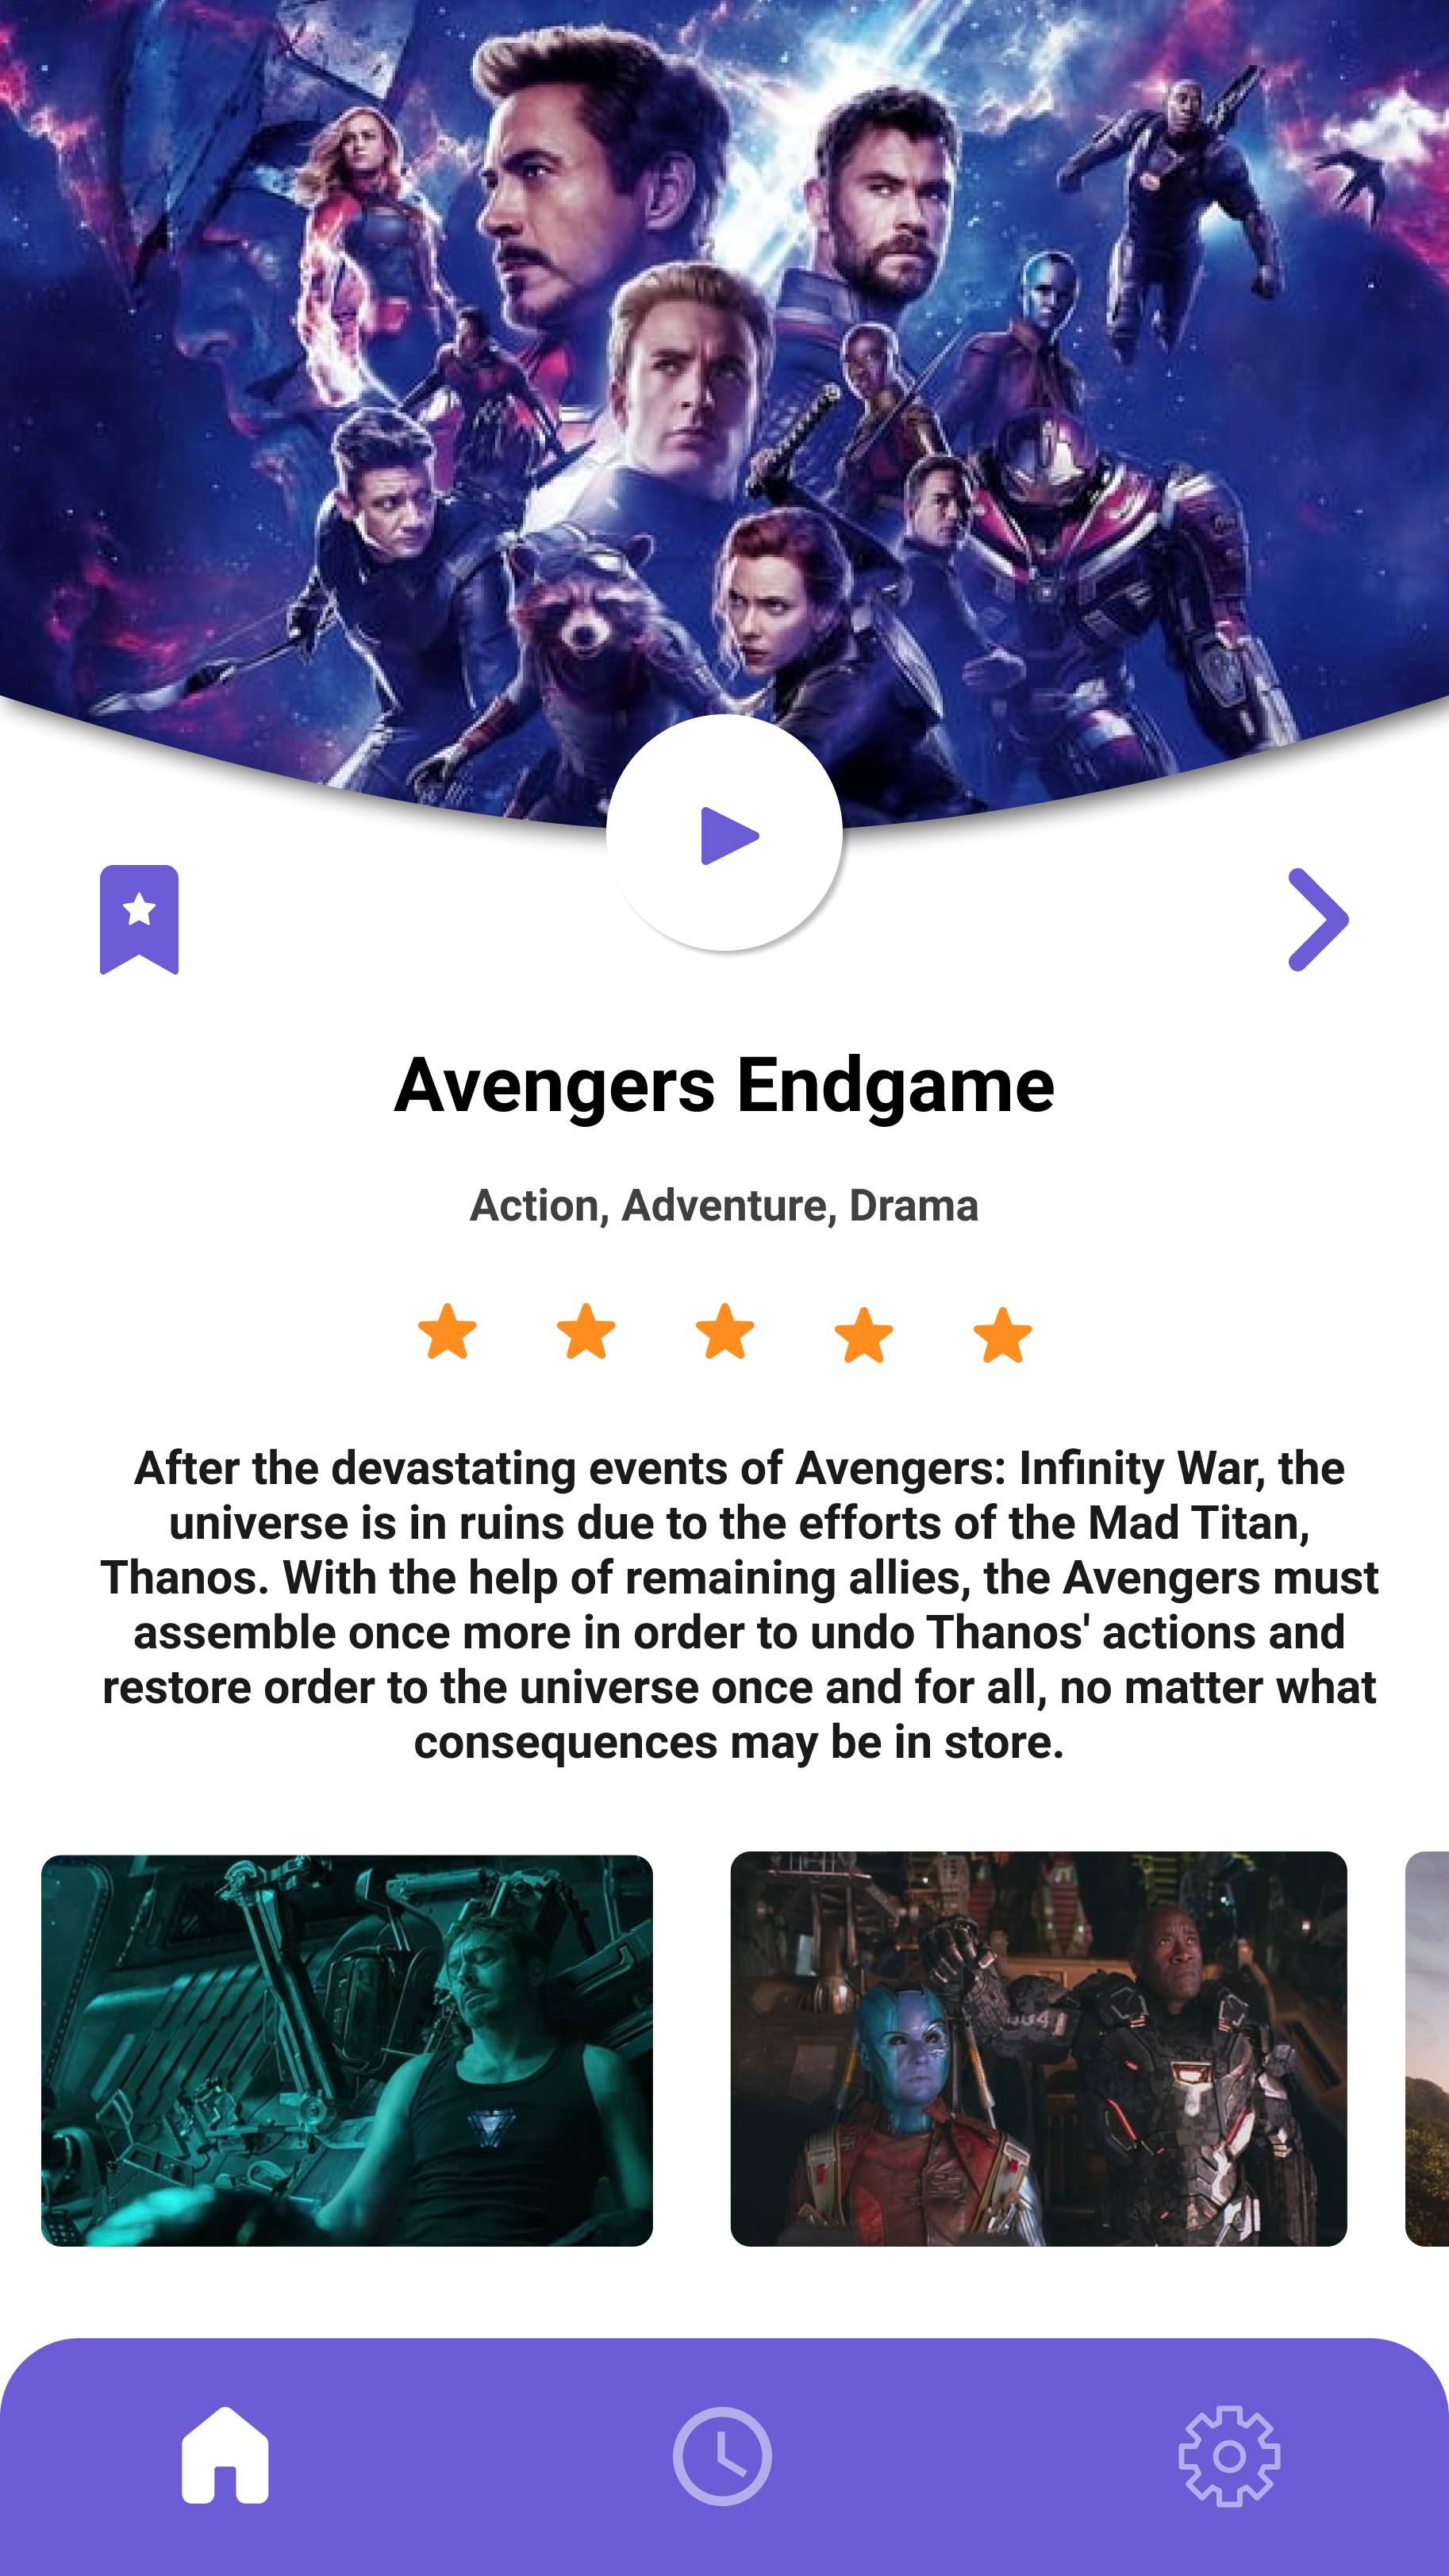 Avengers Endgame
Action, Adventure, Drama
After the devastating events of Avengers: Infinity War, the
universe is in ruins due to the efforts of the Mad Titan,
Thanos. With the help of remaining allies, the Avengers must
assemble once more in order to undo Thanos' actions and
restore order to the universe once and for all, no matter what
consequences may be in store.